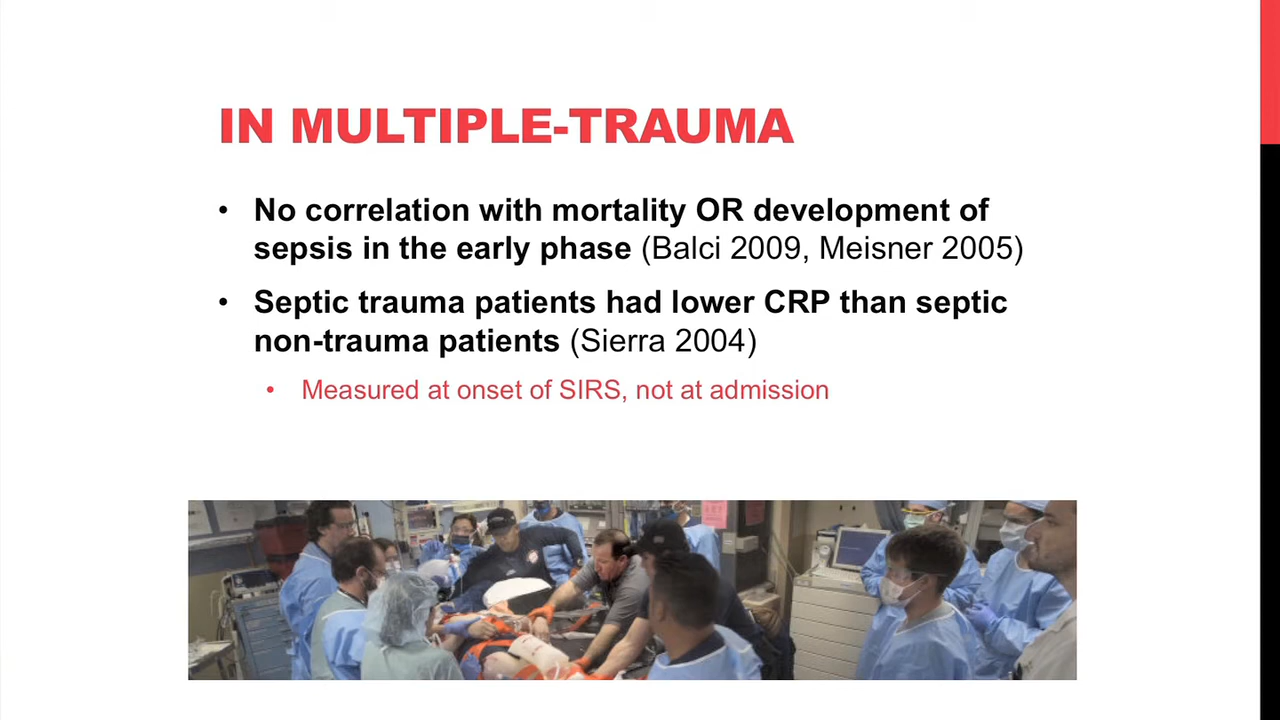 IN MULTIPLE-TRAUMA
• No correlation with mortality OR development of
sepsis in the early phase (Balci 2009, Meisner 2005)
• Septic trauma patients had lower CRP than septic
non-trauma patients (Sierra 2004)
• Measured at onset of SIRS, not at admission